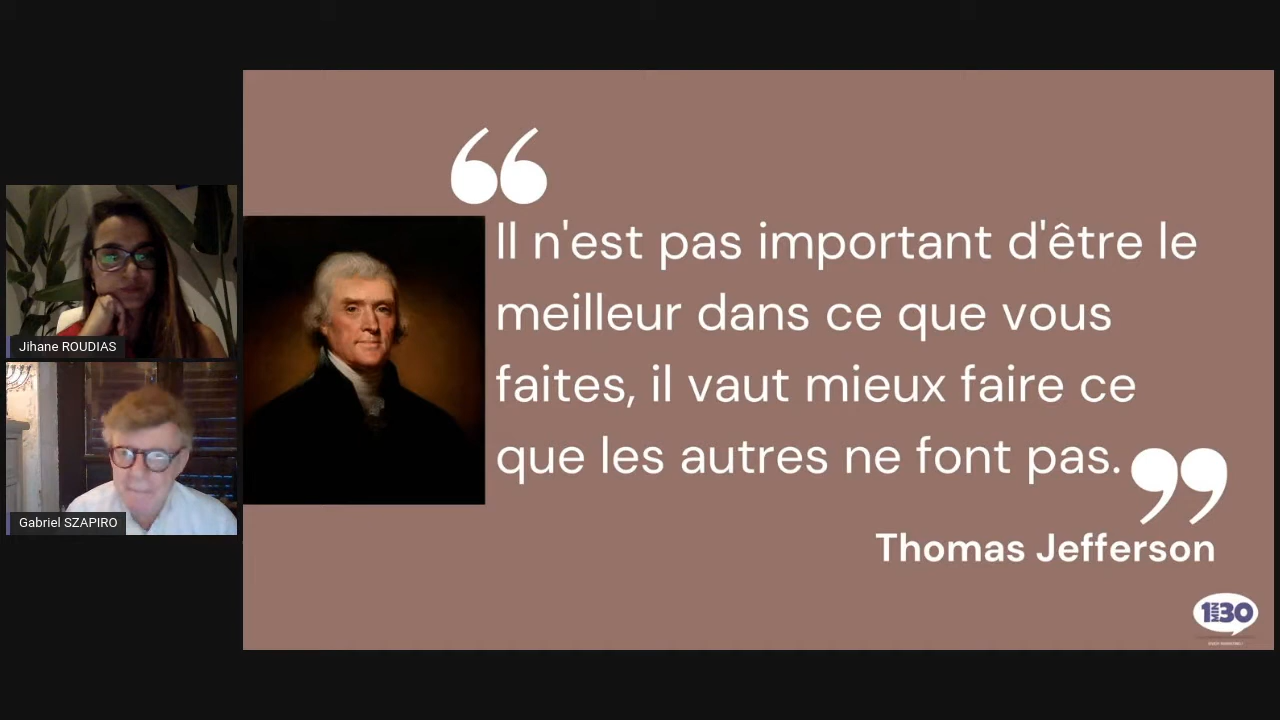 “
Il n'est pas important d'être le
meilleur dans ce que vous
faites, il vaut mieux faire ce
que les autres ne font pas.
”
Thomas Jefferson
1MIN30
Jihane ROUDIAS
Gabriel SZAPIRO